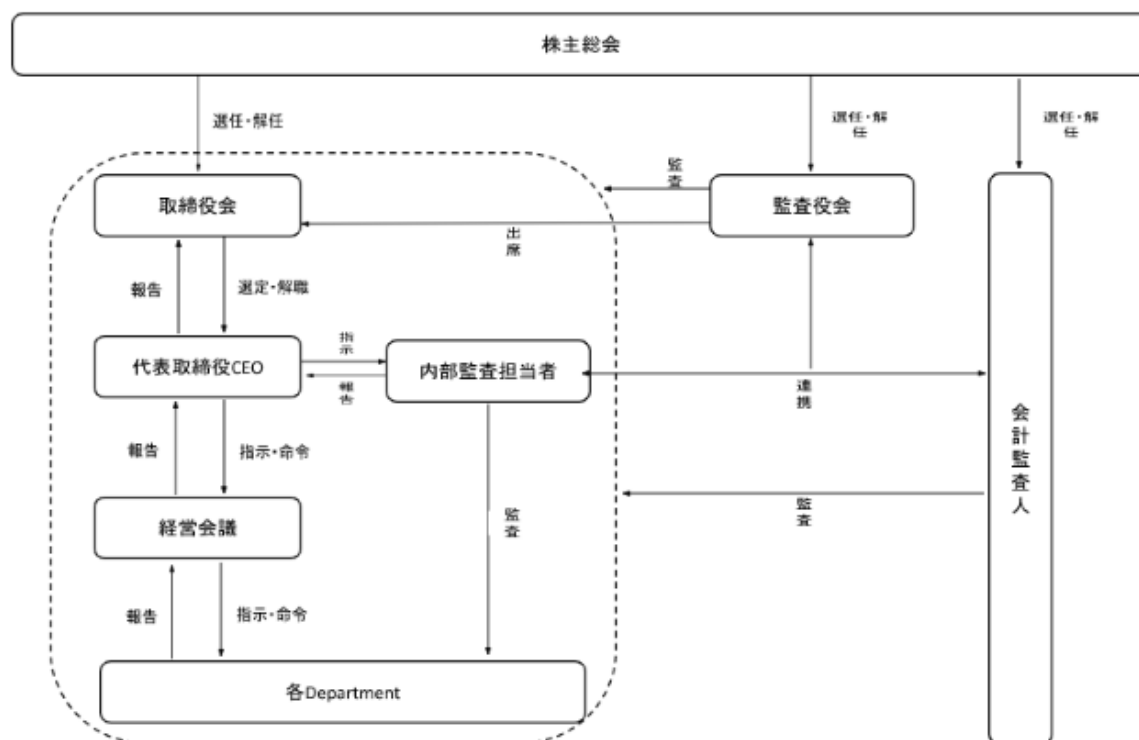 株主総会
選任・解任
選任・解
任
選任・解
任
監
査
取締役会
監査役会
出
席
報告
選定・解職
代表取締役CEO
指
示
報
告
内部監査担当者
連
携
会
計
監
査
人
報告
指示・命令
経営会議
監
査
監
査
報告
指示・命令
各Department